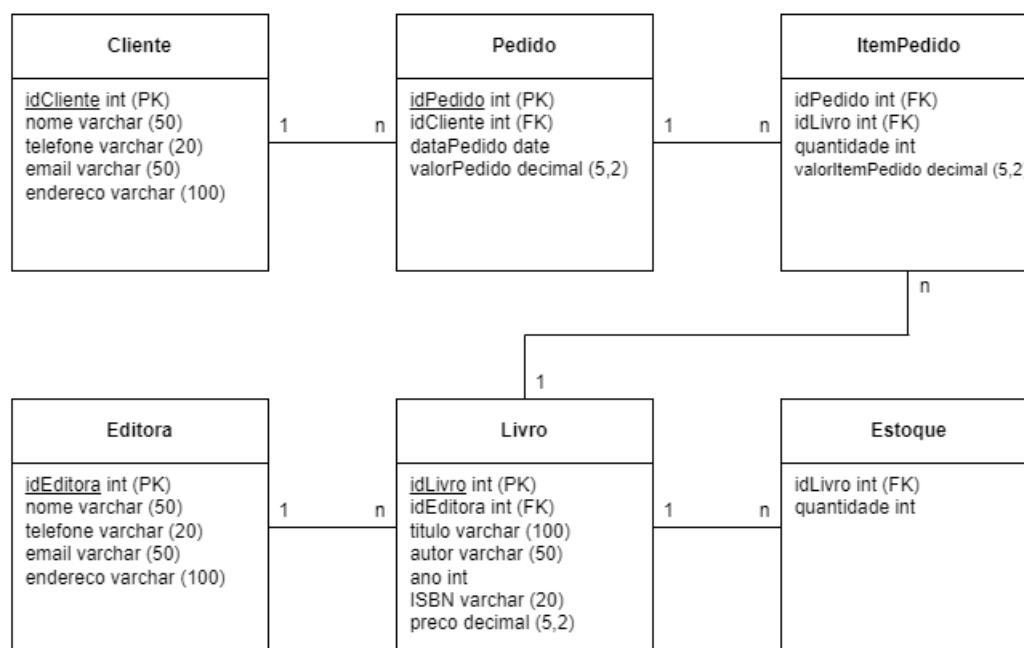 Cliente
idCliente int (PK)
nome varchar (50)
telefone varchar (20)
email varchar (50)
endereco varchar (100)
1
n
Pedido
idPedido int (PK)
idCliente int (FK)
dataPedido date
valorPedido decimal (5,2)
1
n
ItemPedido
idPedido int (FK)
idLivro int (FK)
quantidade int
valorItemPedido decimal (5,2)
n
1
Editora
idEditora int (PK)
nome varchar (50)
telefone varchar (20)
email varchar (50)
endereco varchar (100)
1
n
Livro
idLivro int (PK)
idEditora int (FK)
titulo varchar (100)
autor varchar (50)
ano int
ISBN varchar (20)
preco decimal (5,2)
1
n
Estoque
idLivro int (FK)
quantidade int